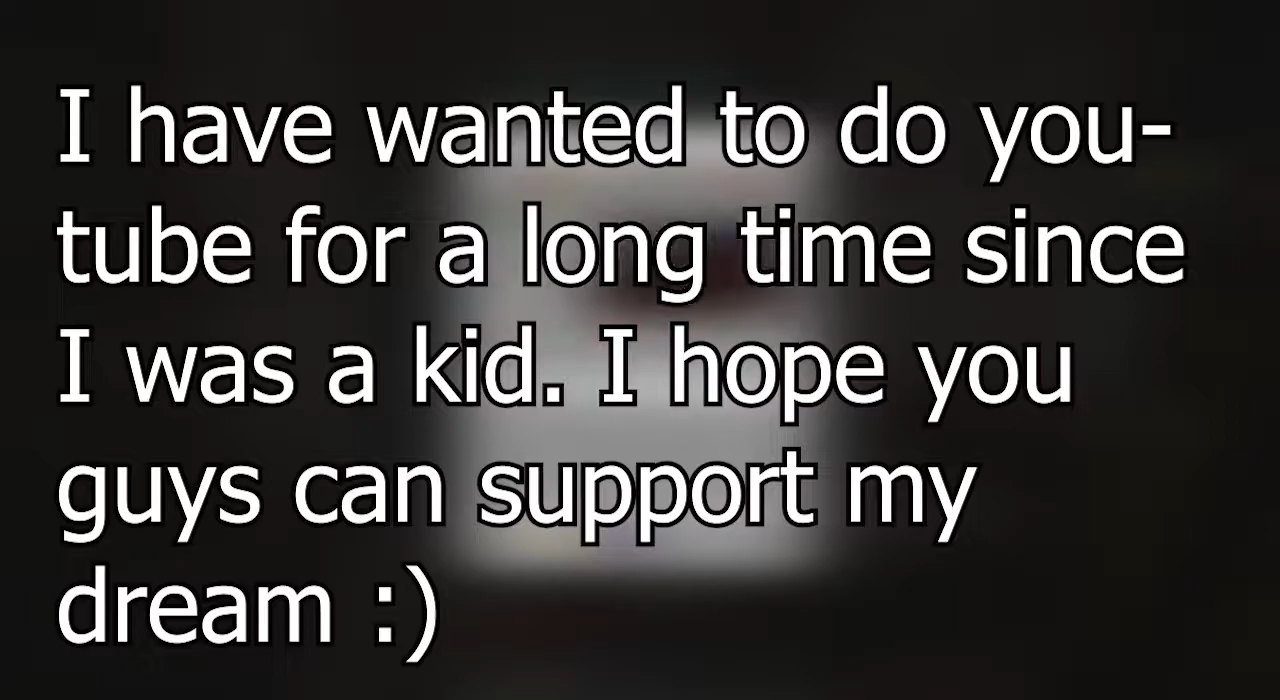 I have wanted to do you-
tube for a long time since
I was a kid. I hope you
guys can support my
dream :)